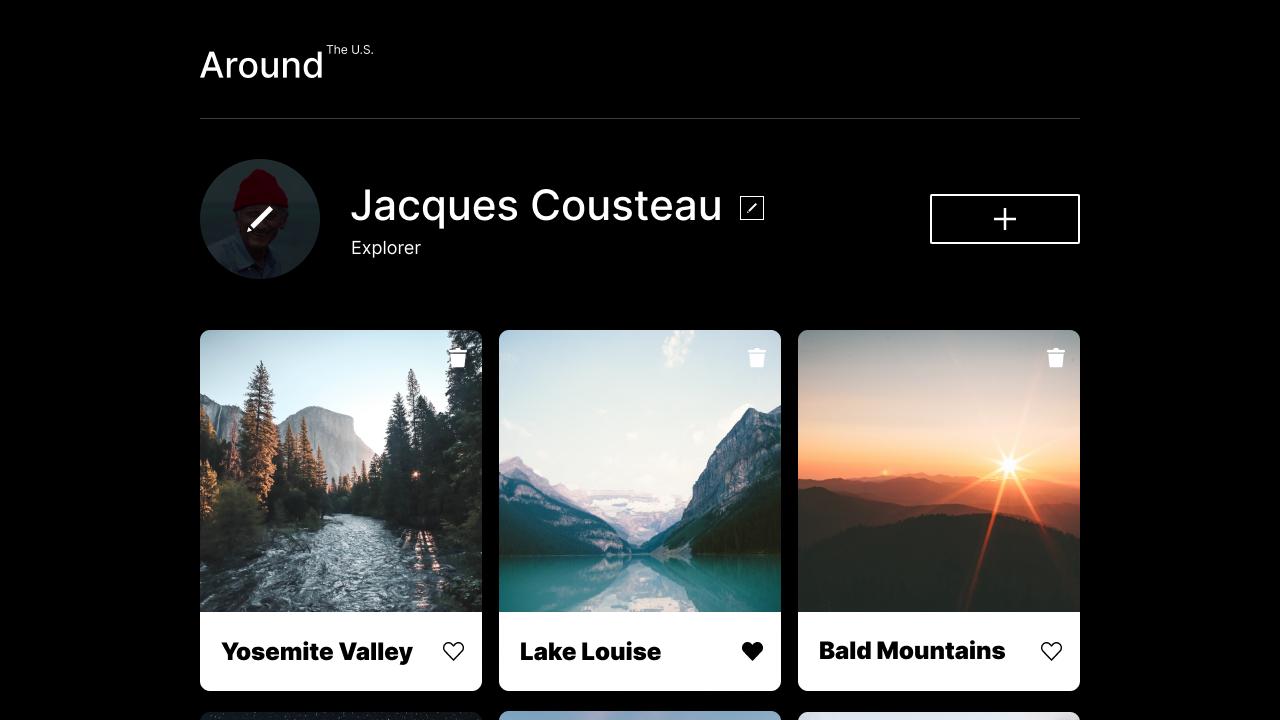 Around The U.S.
Jacques Cousteau
Explorer
Yosemite Valley
Lake Louise
Bald Mountains